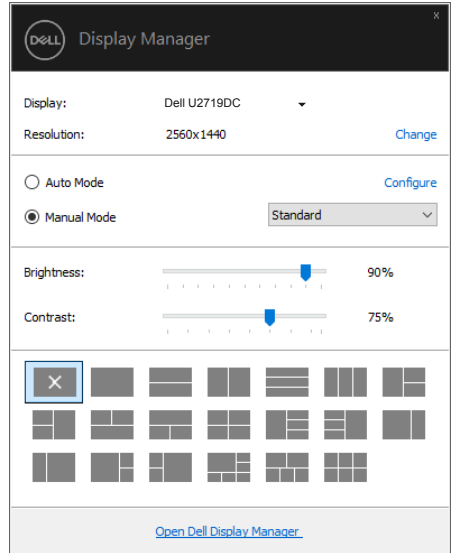 x
DELL Display Manager
Display: Dell U2719DC
Resolution: 2560x1440 Change
Auto Mode Configure
Manual Mode Standard
Brightness: 90%
Contrast: 75%
Open Dell Display Manager